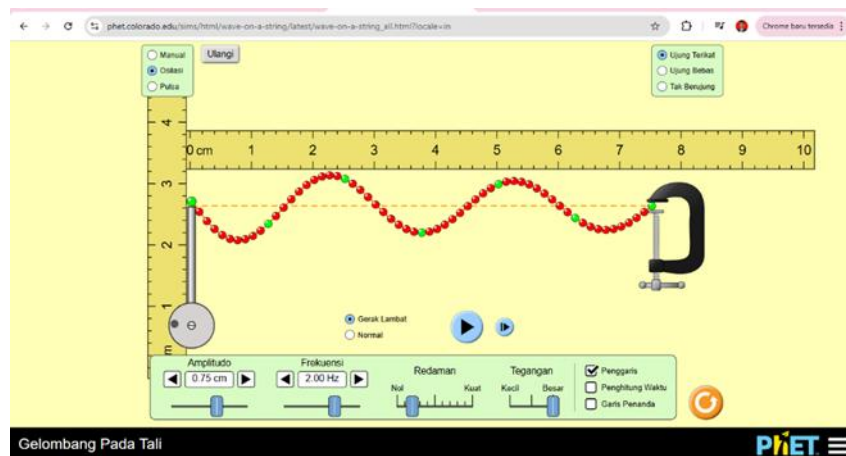 phet.colorado.edu/sims/html/wave-on-a-string/latest/wave-on-a-string_all.html?locale=in
Chrome baru tersedia
Manual
Osilasi
Pulsa
Ulangi
Ujung Terikat
Ujung Bebas
Tak Berujung
0 cm 1 2 3 4 5 6 7 8 9 10
4
3
2
1
Gerak Lambat
Normal
Amplitudo
0.75 cm
Frekuensi
2.00 Hz
Redaman
Nol Kuat
Tegangan
Kecil Besar
Penggaris
Penghitung Waktu
Garis Penanda
Gelombang Pada Tali
PhET